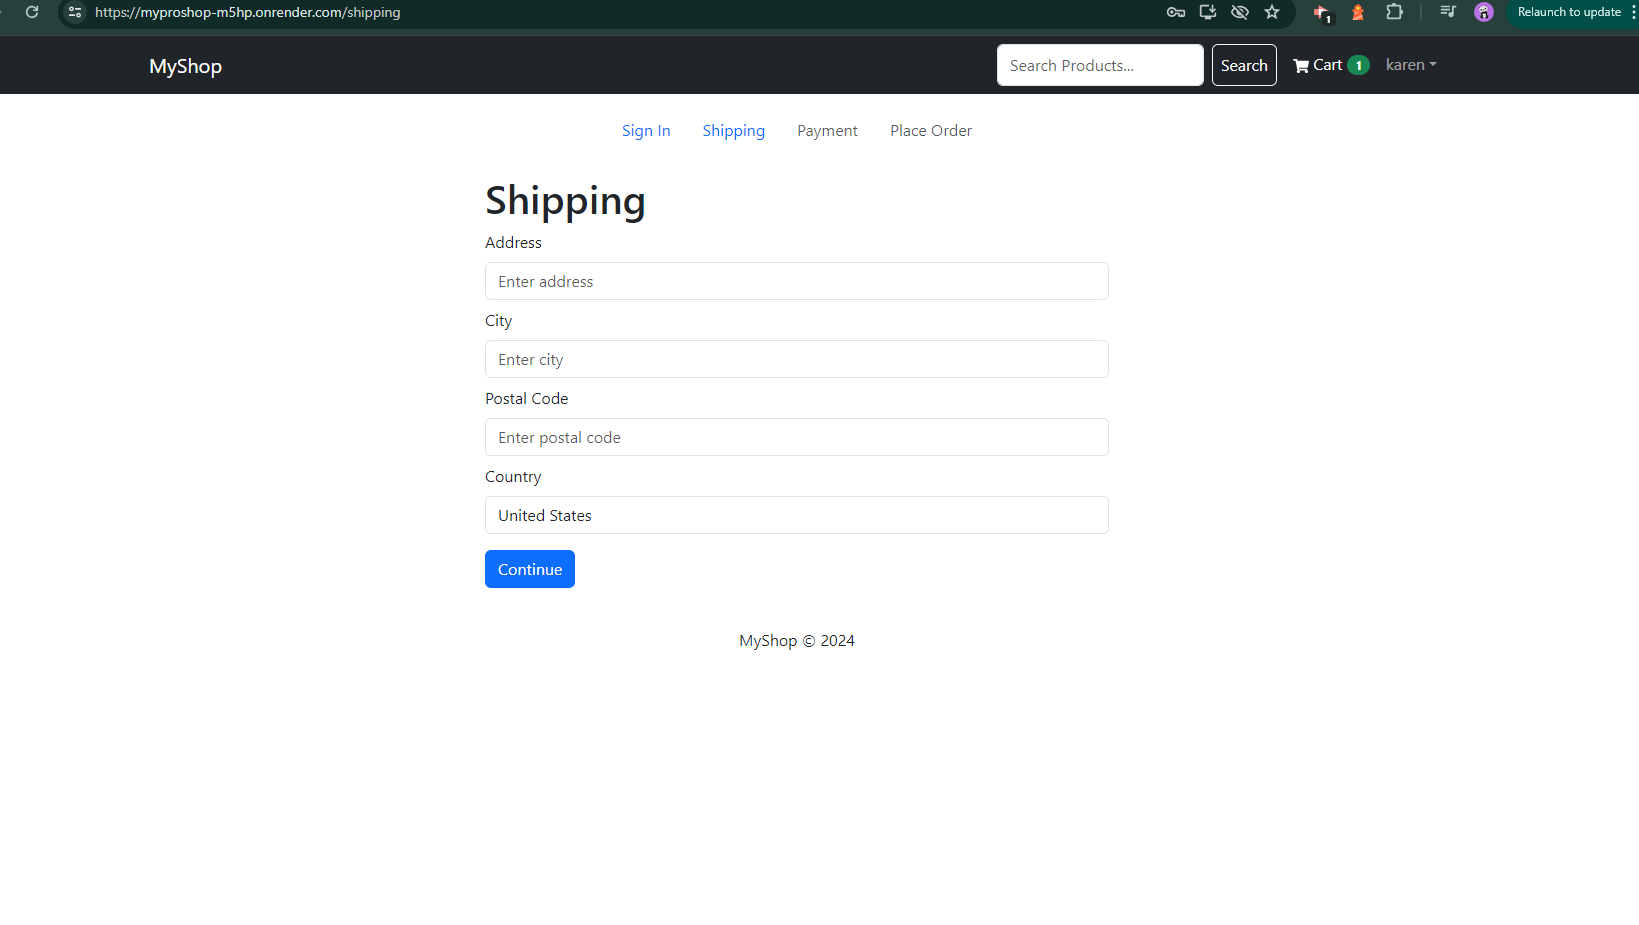 https://myproshop-m5hp.onrender.com/shipping
1
Relaunch to update
MyShop
Search Products...
Search
Cart 1
karen
Sign In Shipping Payment Place Order
Shipping
Address
Enter address
City
Enter city
Postal Code
Enter postal code
Country
United States
Continue
MyShop © 2024